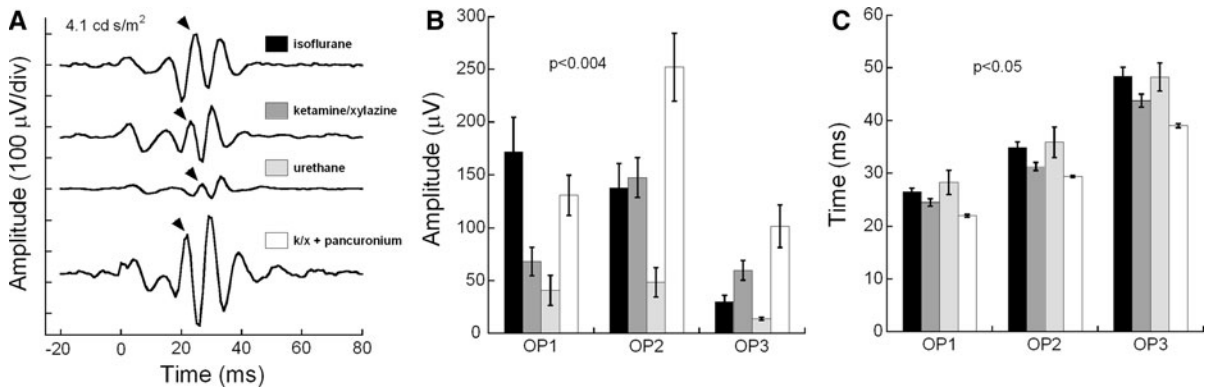 A
4.1 cd s/m²
isoflurane
ketamine/xylazine
urethane
k/x + pancuronium
Amplitude (100 μV/div)
-20 0 20 40 60 80
Time (ms)
B
p<0.004
Amplitude (μV)
300
250
200
150
100
50
0
OP1 OP2 OP3
C
p<0.05
Time (ms)
60
50
40
30
20
10
0
OP1 OP2 OP3